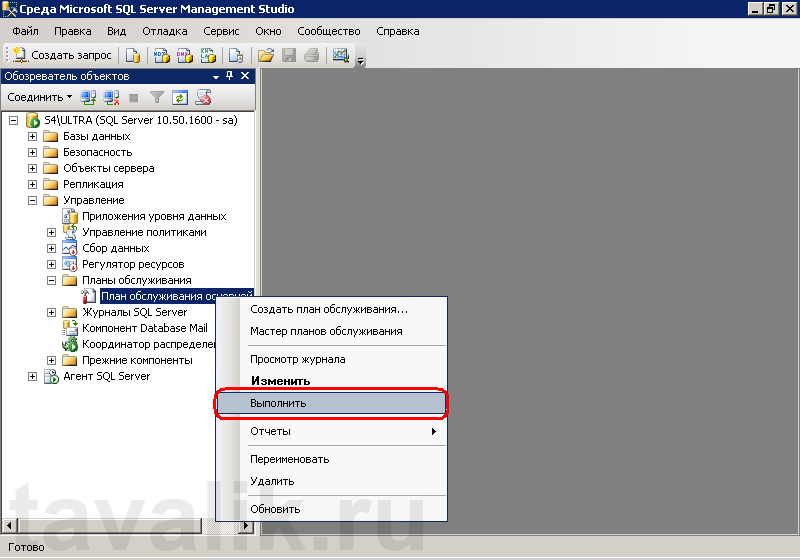 Среда Microsoft SQL Server Management Studio
Файл Правка Вид Отладка Сервис Окно Сообщество Справка
Создать запрос
Обозреватель объектов
Соединить
S4\ULTRA (SQL Server 10.50.1600 - sa)
Базы данных
Безопасность
Объекты сервера
Репликация
Управление
Приложения уровня данных
Управление политиками
Сбор данных
Регулятор ресурсов
Планы обслуживания
План обслуживания основной
Журналы SQL Server
Компонент Database Mail
Координатор распределен
Прежние компоненты
Агент SQL Server
Создать план обслуживания...
Мастер планов обслуживания
Просмотр журнала
Изменить
Выполнить
Отчеты
Переименовать
Удалить
Обновить
tavalik.ru
Готово